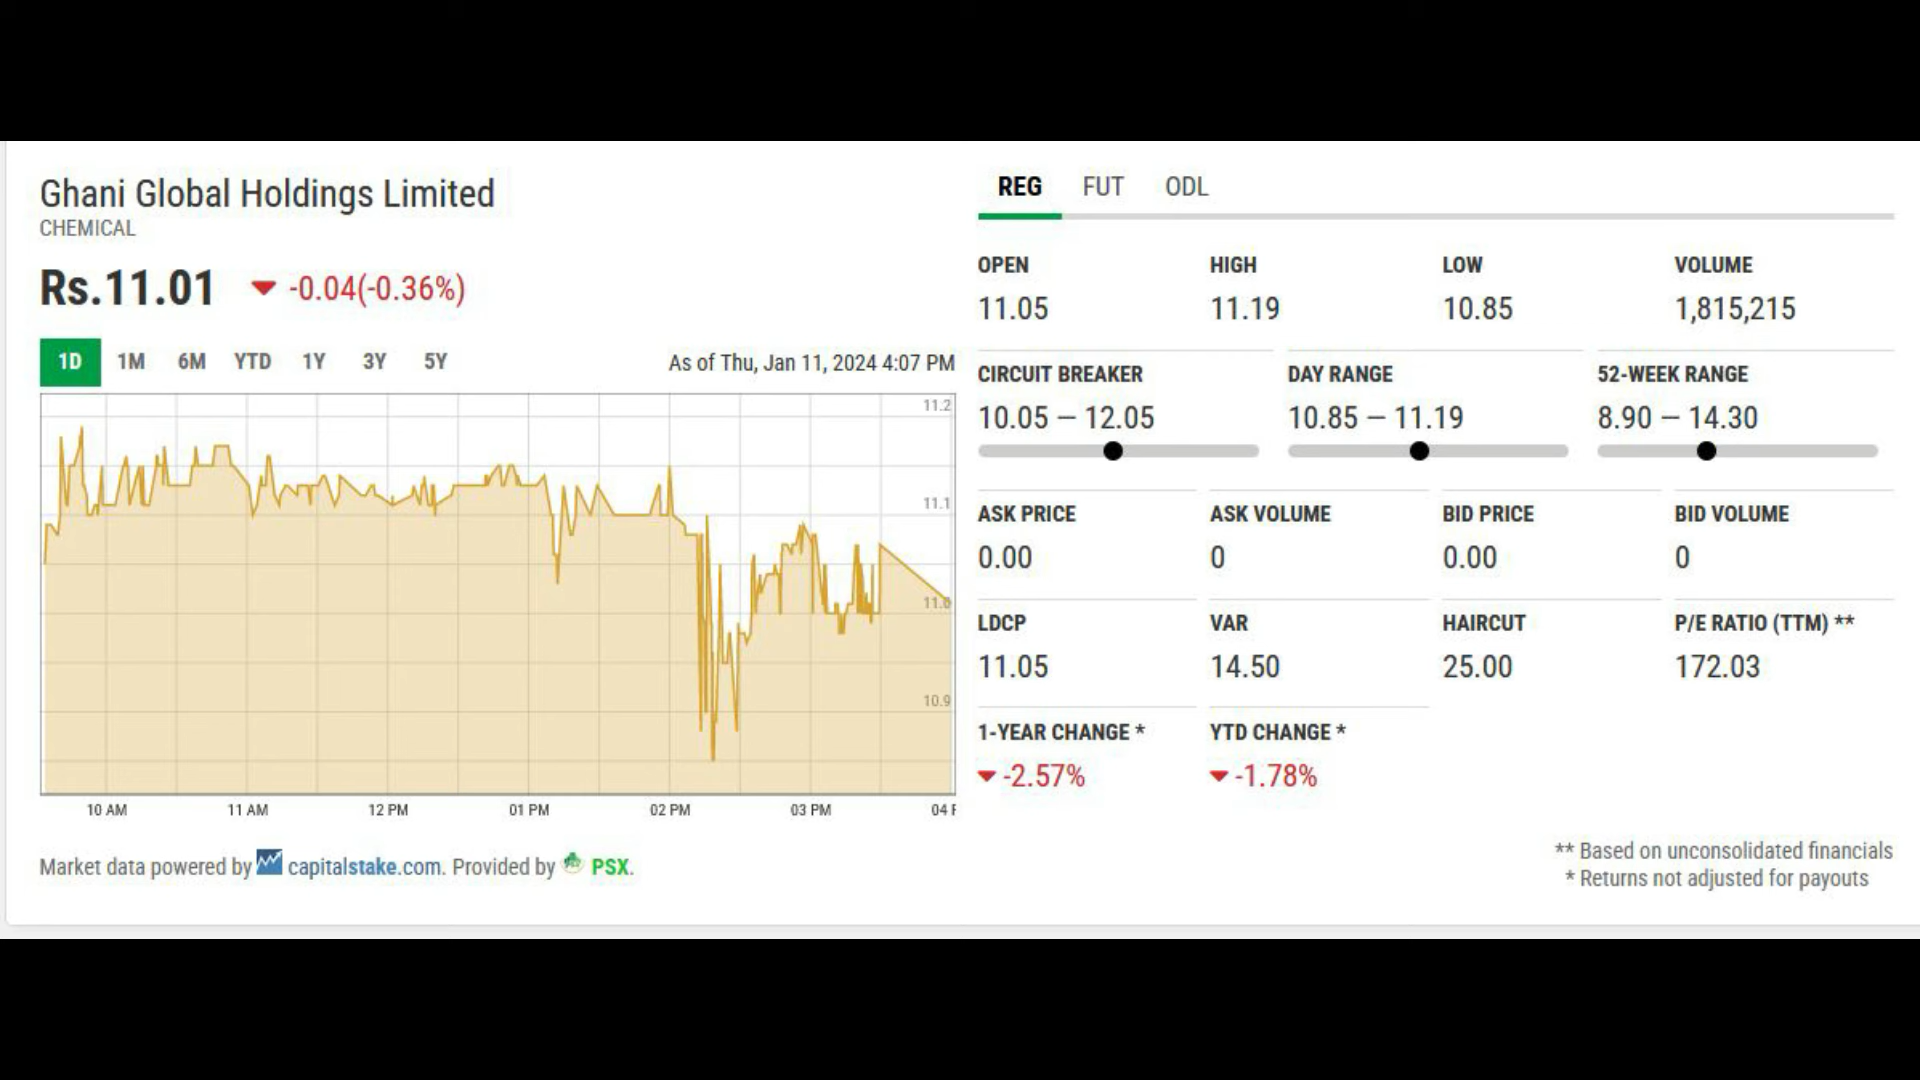 Ghani Global Holdings Limited
CHEMICAL
Rs.11.01 -0.04(-0.36%)
1D 1M 6M YTD 1Y 3Y 5Y As of Thu, Jan 11, 2024 4:07 PM
11.2
11.1
11.0
10.9
10 AM 11 AM 12 PM 01 PM 02 PM 03 PM 04 P
Market data powered by capitalstake.com. Provided by PSX.
REG FUT ODL
OPEN HIGH LOW VOLUME
11.05 11.19 10.85 1,815,215
CIRCUIT BREAKER DAY RANGE 52-WEEK RANGE
10.05 — 12.05 10.85 — 11.19 8.90 — 14.30
ASK PRICE ASK VOLUME BID PRICE BID VOLUME
0.00 0 0.00 0
LDCP VAR HAIRCUT P/E RATIO (TTM) **
11.05 14.50 25.00 172.03
1-YEAR CHANGE * YTD CHANGE *
-2.57% -1.78%
** Based on unconsolidated financials
* Returns not adjusted for payouts